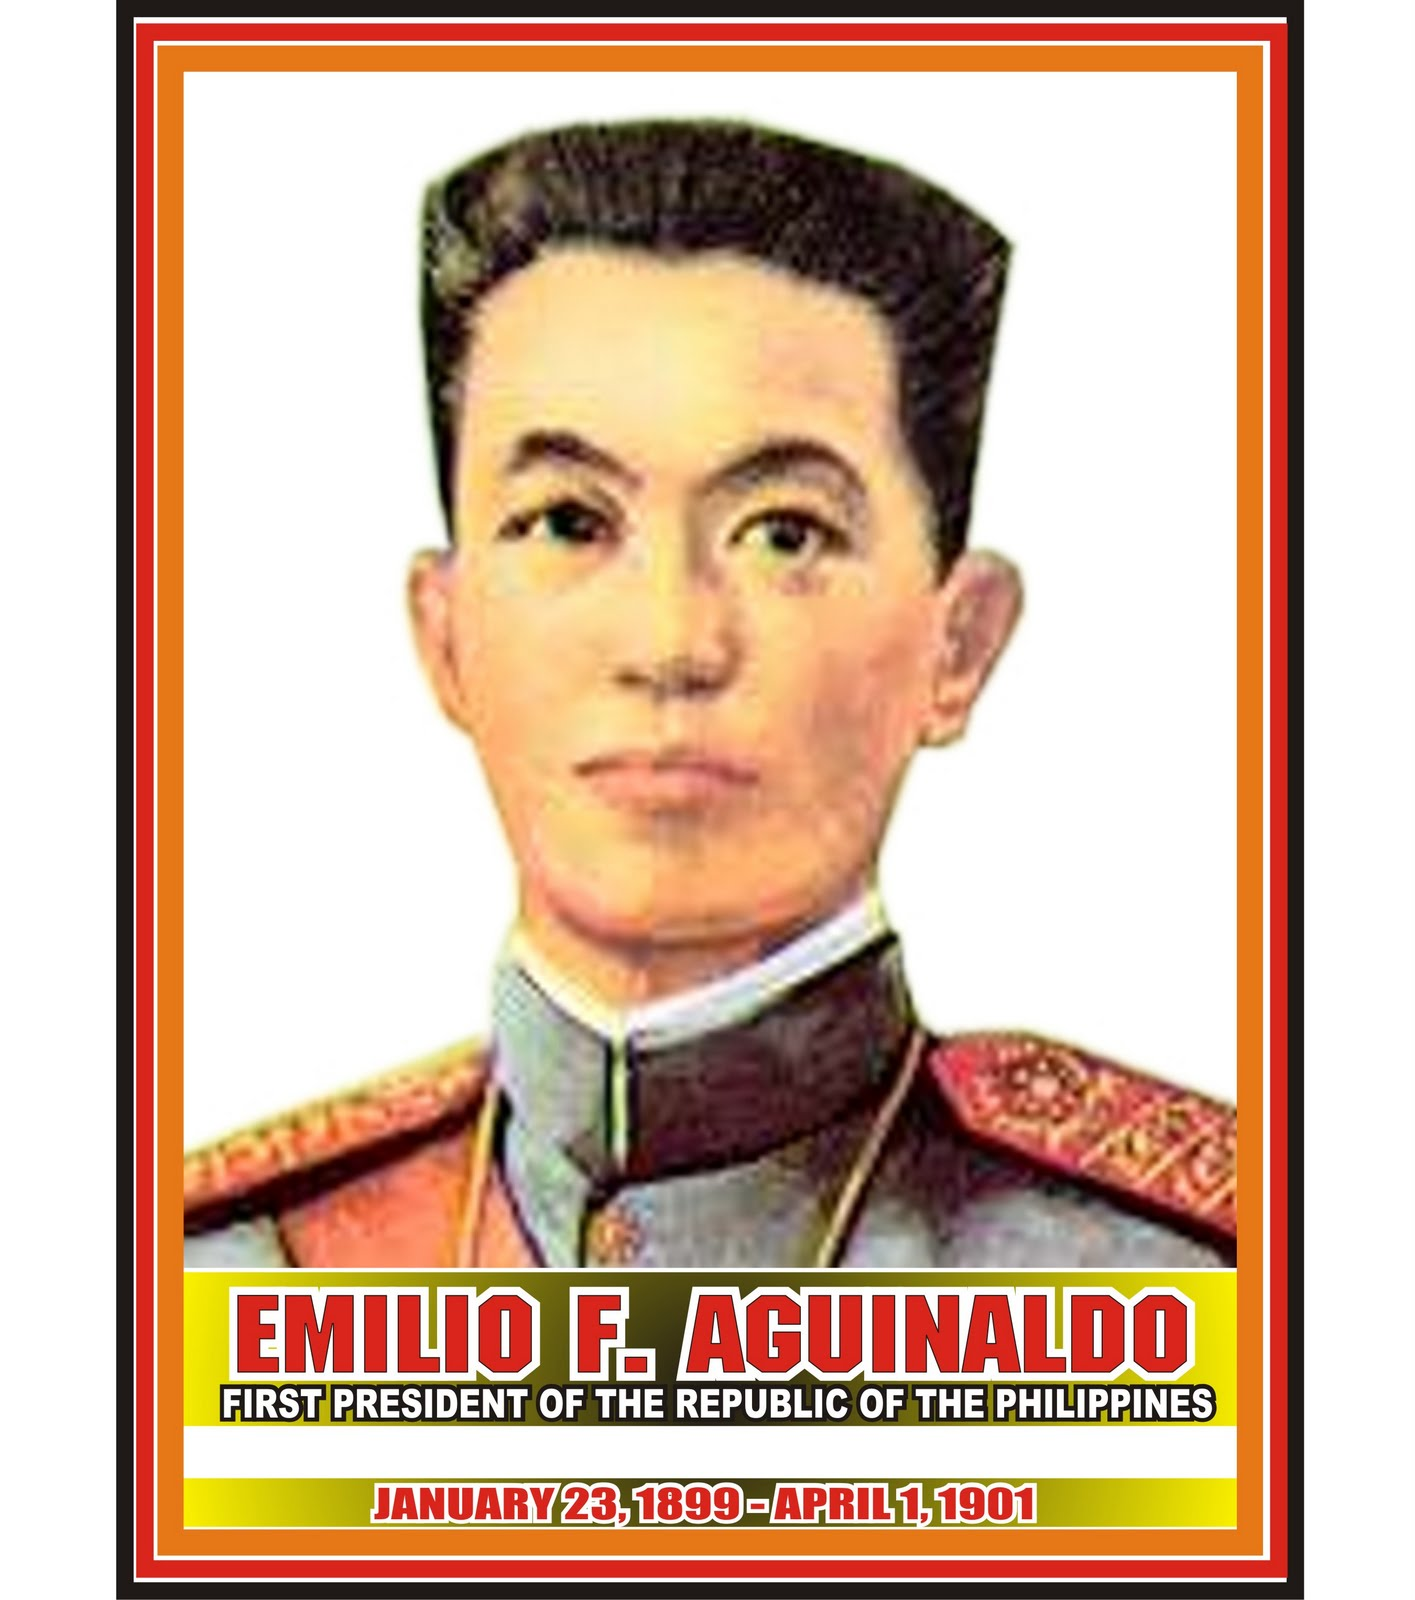 EMILIO F. AGUINALDO
FIRST PRESIDENT OF THE REPUBLIC OF THE PHILIPPINES
JANUARY 23, 1899 - APRIL 1, 1901